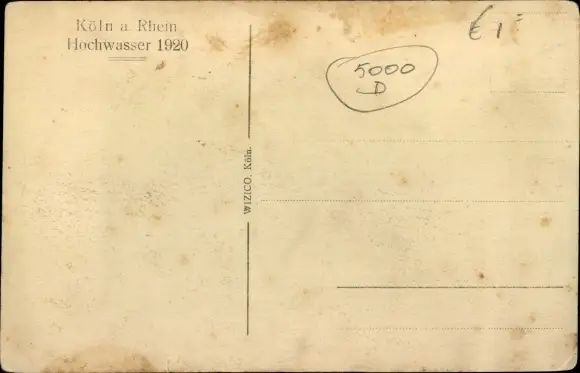 Köln a Rhein
Hochwasser 1920
WIZICO, Köln.
5000
D
€ 1